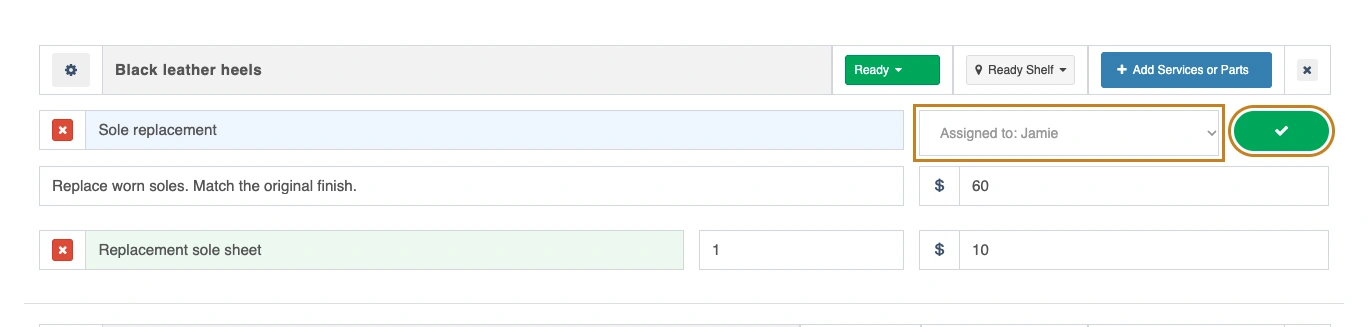 Black leather heels Ready Ready Shelf + Add Services or Parts
Sole replacement Assigned to: Jamie
Replace worn soles. Match the original finish. $ 60
Replacement sole sheet 1 $ 10